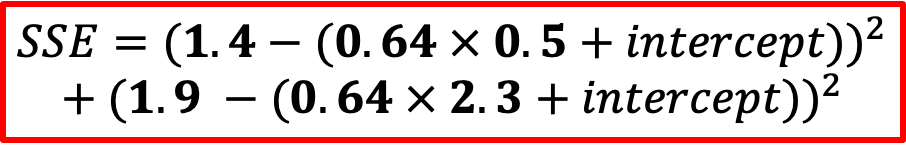 SSE = (1.4 − (0.64 × 0.5 + intercept))²
+ (1.9 − (0.64 × 2.3 + intercept))²